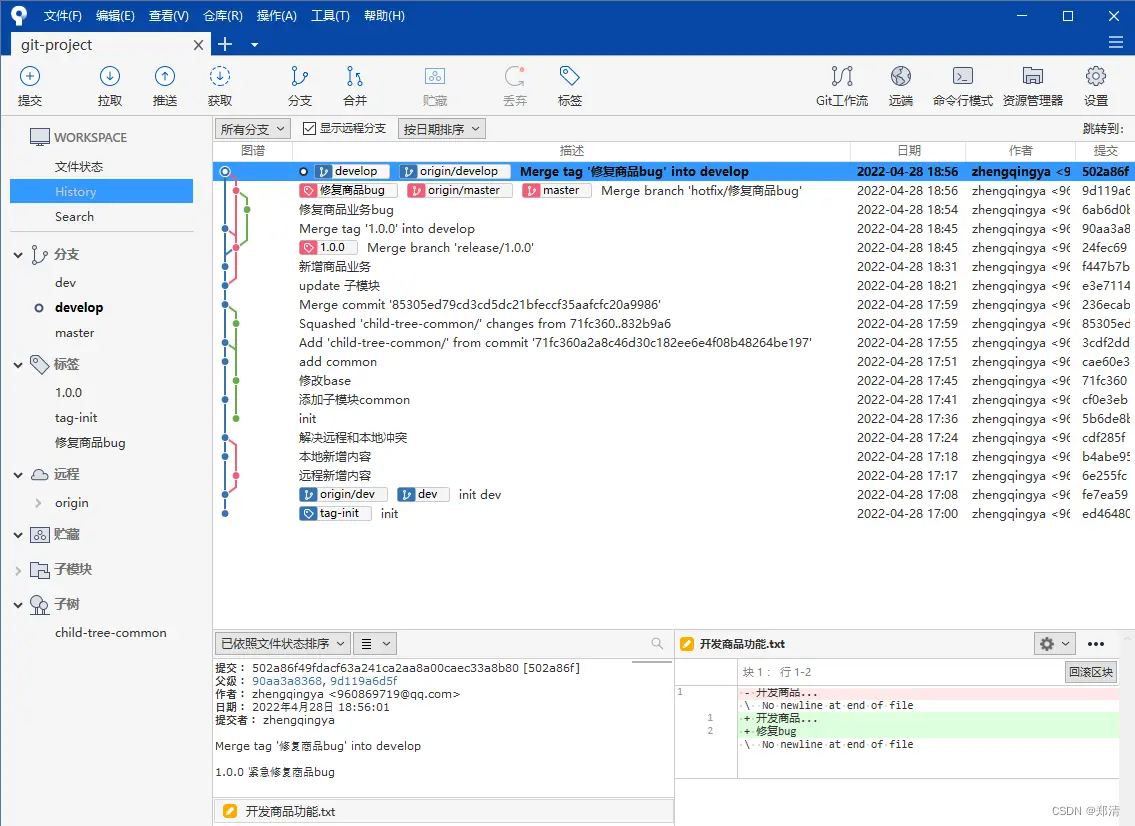 文件(F) 编辑(E) 查看(V) 仓库(R) 操作(A) 工具(T) 帮助(H)
git-project
提交 拉取 推送 获取 分支 合并 贮藏 丢弃 标签 Git工作流 远端 命令行模式 资源管理器 设置
WORKSPACE
文件状态
History
Search
分支
dev
develop
master
标签
1.0.0
tag-init
修复商品bug
远程
origin
贮藏
子模块
子树
child-tree-common
所有分支 显示远程分支 按日期排序 跳转到:
图谱 描述 日期 作者 提交
develop origin/develop Merge tag '修复商品bug' into develop 2022-04-28 18:56 zhengqingya <9 502a86f
修复商品bug origin/master master Merge branch 'hotfix/修复商品bug' 2022-04-28 18:56 zhengqingya <96 9d119a6
修复商品业务bug 2022-04-28 18:54 zhengqingya <96 6ab6d0b
Merge tag '1.0.0' into develop 2022-04-28 18:45 zhengqingya <96 90aa3a8
1.0.0 Merge branch 'release/1.0.0' 2022-04-28 18:45 zhengqingya <96 24fec69
新增商品业务 2022-04-28 18:31 zhengqingya <96 f447b7b
update 子模块 2022-04-28 18:21 zhengqingya <96 e3e7114
Merge commit '85305ed79cd3cd5dc21bfeccf35aafcfc20a9986' 2022-04-28 17:59 zhengqingya <96 236ecab
Squashed 'child-tree-common/' changes from 71fc360..832b9a6 2022-04-28 17:59 zhengqingya <96 85305ed
Add 'child-tree-common/' from commit '71fc360a2a8c46d30c182ee6e4f08b48264be197' 2022-04-28 17:55 zhengqingya <96 3cdf2dd
add common 2022-04-28 17:51 zhengqingya <96 cae60e3
修改base 2022-04-28 17:45 zhengqingya <96 71fc360
添加子模块common 2022-04-28 17:41 zhengqingya <96 cf0e3eb
init 2022-04-28 17:36 zhengqingya <96 5b6de8b
解决远程和本地冲突 2022-04-28 17:24 zhengqingya <96 cdf285f
本地新增内容 2022-04-28 17:18 zhengqingya <96 b4abe95
远程新增内容 2022-04-28 17:17 zhengqingya <96 6e255fc
origin/dev dev init dev 2022-04-28 17:08 zhengqingya <96 fe7ea59
tag-init init 2022-04-28 17:00 zhengqingya <96 ed46480
已依照文件状态排序
提交: 502a86f49fdacf63a241ca2aa8a00caec33a8b80 [502a86f]
父级: 90aa3a8368, 9d119a6d5f
作者: zhengqingya <960869719@qq.com>
日期: 2022年4月28日 18:56:01
提交者: zhengqingya
Merge tag '修复商品bug' into develop
1.0.0 紧急修复商品bug
开发商品功能.txt
开发商品功能.txt
块 1: 行 1-2 回滚区块
1 - 开发商品...
\ No newline at end of file
1 + 开发商品...
2 + 修复bug
\ No newline at end of file
CSDN @郑清